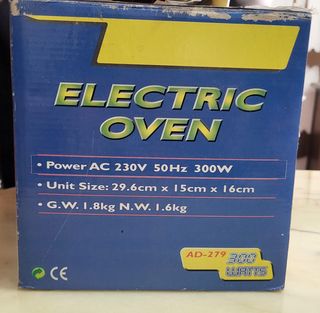 ELECTRIC
OVEN
• Power AC 230V 50Hz 300W
• Unit Size: 29.6cm x 15cm x 16cm
• G.W. 1.8kg N.W. 1.6kg
AD-279 300
WATTS
CE